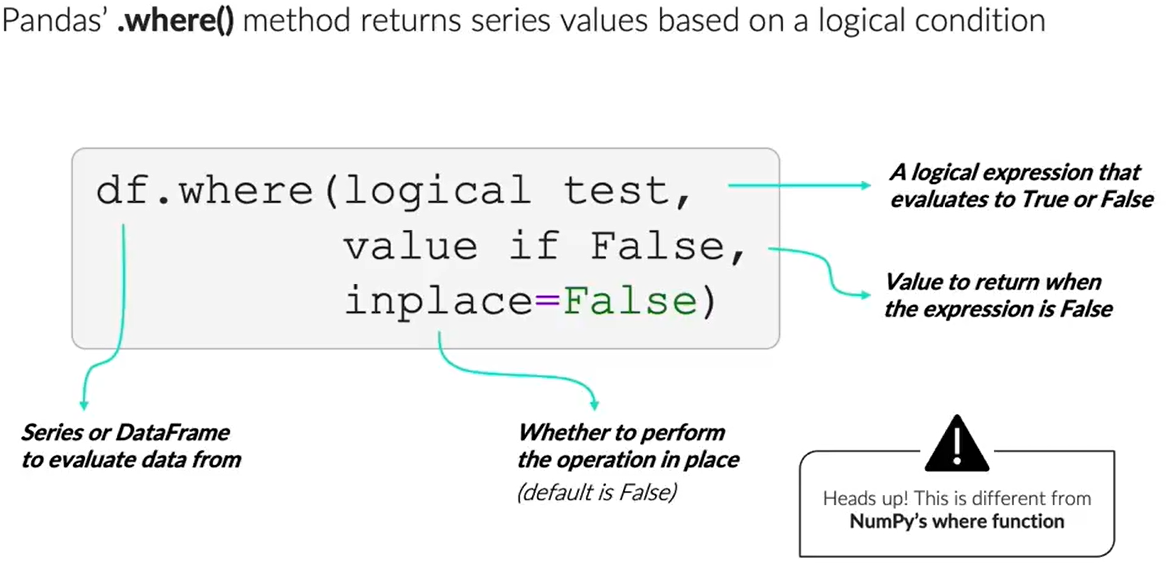 Pandas’ .where() method returns series values based on a logical condition
df.where(logical test,
value if False,
inplace=False)
A logical expression that
evaluates to True or False
Value to return when
the expression is False
Series or DataFrame
to evaluate data from
Whether to perform
the operation in place
(default is False)
!
Heads up! This is different from
NumPy’s where function